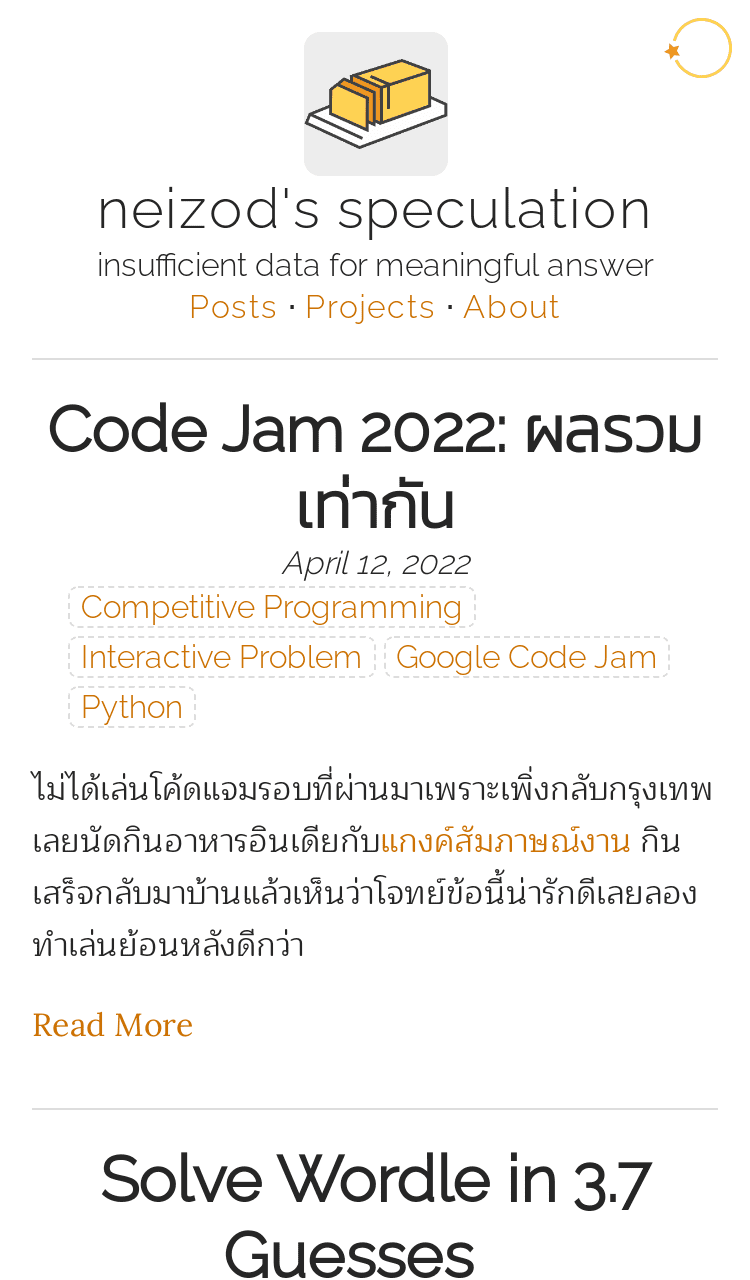 neizod's speculation
insufficient data for meaningful answer
Posts · Projects · About
Code Jam 2022: ผลรวม
เท่ากัน
April 12, 2022
Competitive Programming
Interactive Problem Google Code Jam
Python
ไม่ได้เล่นโค้ดแจมรอบที่ผ่านมาเพราะเพิ่งกลับกรุงเทพ
เลยนัดกินอาหารอินเดียกับแกงค์สัมภาษณ์งาน กิน
เสร็จกลับมาบ้านแล้วเห็นว่าโจทย์ข้อนี้น่ารักดีเลยลอง
ทำเล่นย้อนหลังดีกว่า
Read More
Solve Wordle in 3.7
Guesses